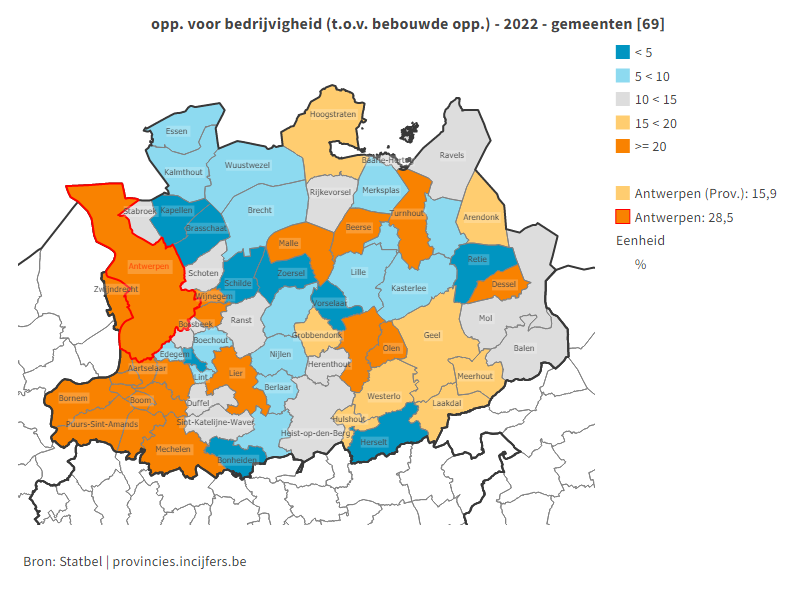 opp. voor bedrijvigheid (t.o.v. bebouwde opp.) - 2022 - gemeenten [69]
< 5
5 < 10
10 < 15
15 < 20
>= 20
Antwerpen (Prov.): 15,9
Antwerpen: 28,5
Eenheid
%
Hoogstraten
Essen
Ravels
Baarle-Hertog
Wuustwezel
Kalmthout
Rijkevorsel
Merksplas
Stabroek
Kapellen
Brecht
Turnhout
Arendonk
Brasschaat
Beerse
Malle
Antwerpen
Schoten
Zoersel
Lille
Retie
Schilde
Kasterlee
Dessel
Zwijndrecht
Wijnegem
Vorselaar
Borsbeek
Ranst
Mol
Grobbendonk
Geel
Boechout
Edegem
Nijlen
Olen
Balen
Aartselaar
Lint
Lier
Herenthout
Meerhout
Berlaar
Bornem
Boom
Duffel
Westerlo
Laakdal
Puurs-Sint-Amands
Sint-Katelijne-Waver
Hulshout
Heist-op-den-Berg
Herselt
Mechelen
Bonheiden
Bron: Statbel | provincies.incijfers.be